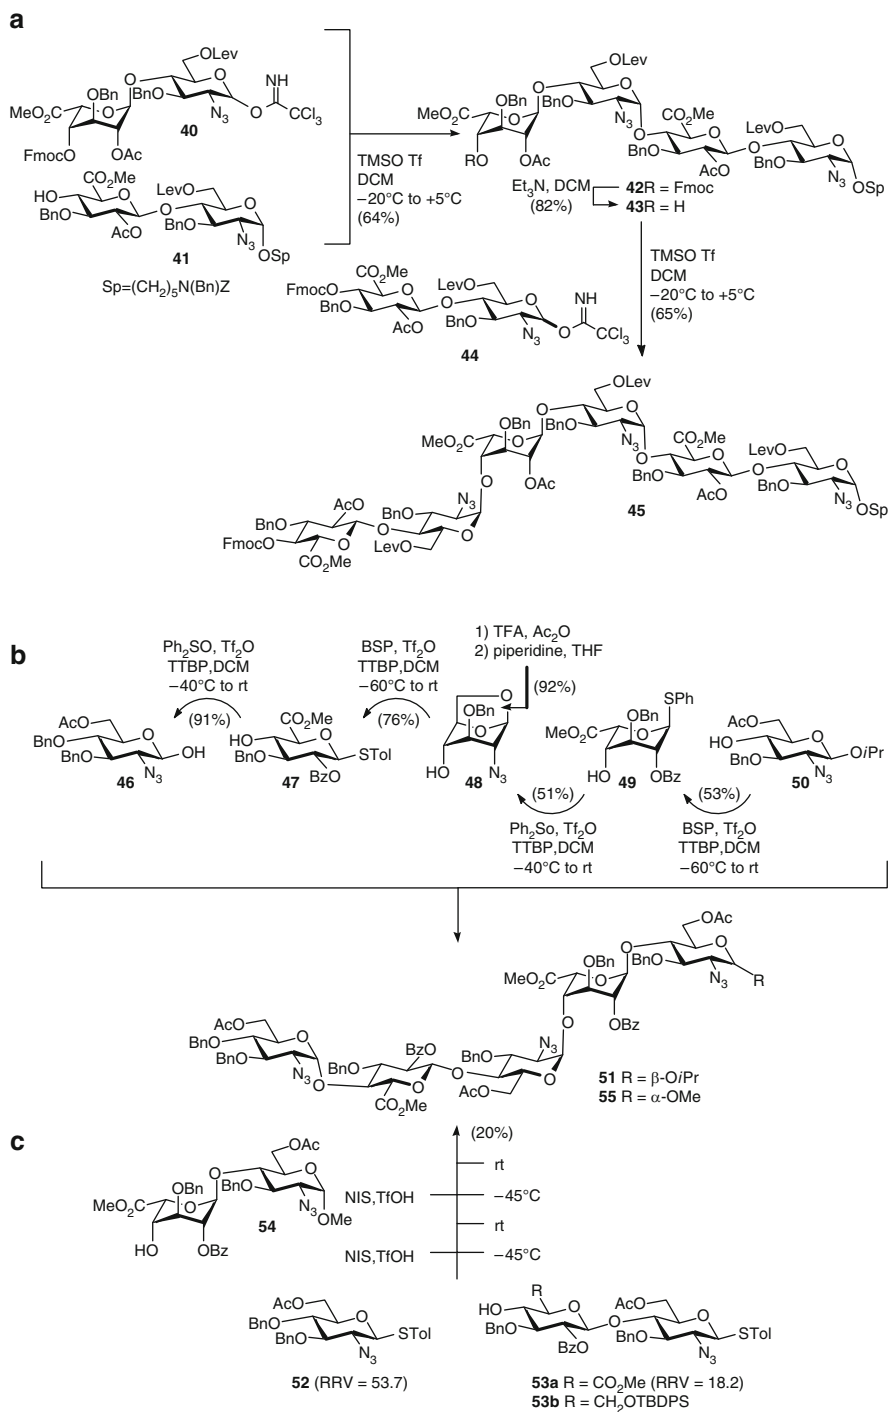 a
OLev
O
O
OBn
O
NH
MeO2C
O
BnO
N3
O
CCl3
FmocO
OAc
40
CO2Me
LevO
HO
O
O
O
BnO
AcO
BnO
N3
OSp
41
Sp=(CH2)5N(Bn)Z
TMSO Tf
DCM
–20°C to +5°C
(64%)
OLev
O
O
OBn
O
MeO2C
O
BnO
N3
CO2Me
O
O
LevO
O
O
OR
OAc
BnO
AcO
BnO
N3
OSp
Et3N, DCM
(82%)
42R = Fmoc
43R = H
TMSO Tf
DCM
–20°C to +5°C
(65%)
CO2Me
LevO
FmocO
O
O
O
NH
BnO
AcO
BnO
N3
O
CCl3
44
OLev
O
O
OBn
BnO
MeO2C
O
N3
CO2Me
LevO
O
O
O
O
OAc
BnO
AcO
BnO
N3
OSp
45
N3
O
AcO
BnO
BnO
O
FmocO
O
CO2Me
LevO
O
b
Ph2SO, Tf2O
TTBP,DCM
–40°C to rt
(91%)
BSP, Tf2O
TTBP,DCM
–60°C to rt
(76%)
1) TFA, Ac2O
2) piperidine, THF
(92%)
AcO
BnO
O
BnO
OH
N3
46
CO2Me
HO
O
BnO
STol
BzO
47
O
OBn
O
HO
N3
48
SPh
OBn
MeO2C
O
HO
OBz
49
AcO
HO
O
BnO
OiPr
N3
50
(51%)
Ph2So, Tf2O
TTBP,DCM
–40°C to rt
(53%)
BSP, Tf2O
TTBP,DCM
–60°C to rt
OAc
O
O
OBn
BnO
N3
R
MeO2C
O
O
OBz
AcO
BnO
O
BnO
N3
O
BzO
BnO
O
O
CO2Me
N3
BnO
AcO
O
51 R = β-OiPr
55 R = α-OMe
c
OAc
O
O
OBn
BnO
N3
OMe
MeO2C
O
HO
OBz
54
(20%)
rt
NIS,TfOH
–45°C
rt
NIS,TfOH
–45°C
AcO
BnO
O
BnO
STol
N3
52 (RRV = 53.7)
R
HO
O
AcO
O
O
BnO
BzO
BnO
STol
N3
53a R = CO2Me (RRV = 18.2)
53b R = CH2OTBDPS